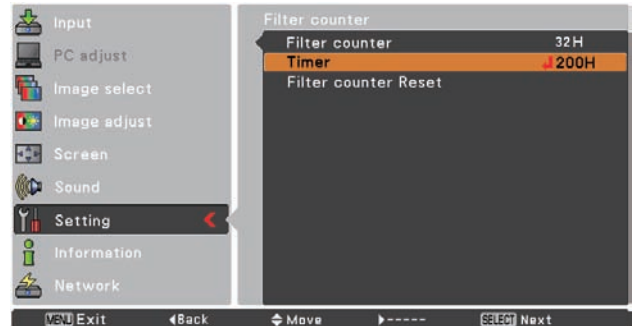 Input
PC adjust
Image select
Image adjust
Screen
Sound
Setting
Information
Network
Filter counter
Filter counter 32H
Timer 200H
Filter counter Reset
MENU Exit Back Move ----- SELECT Next